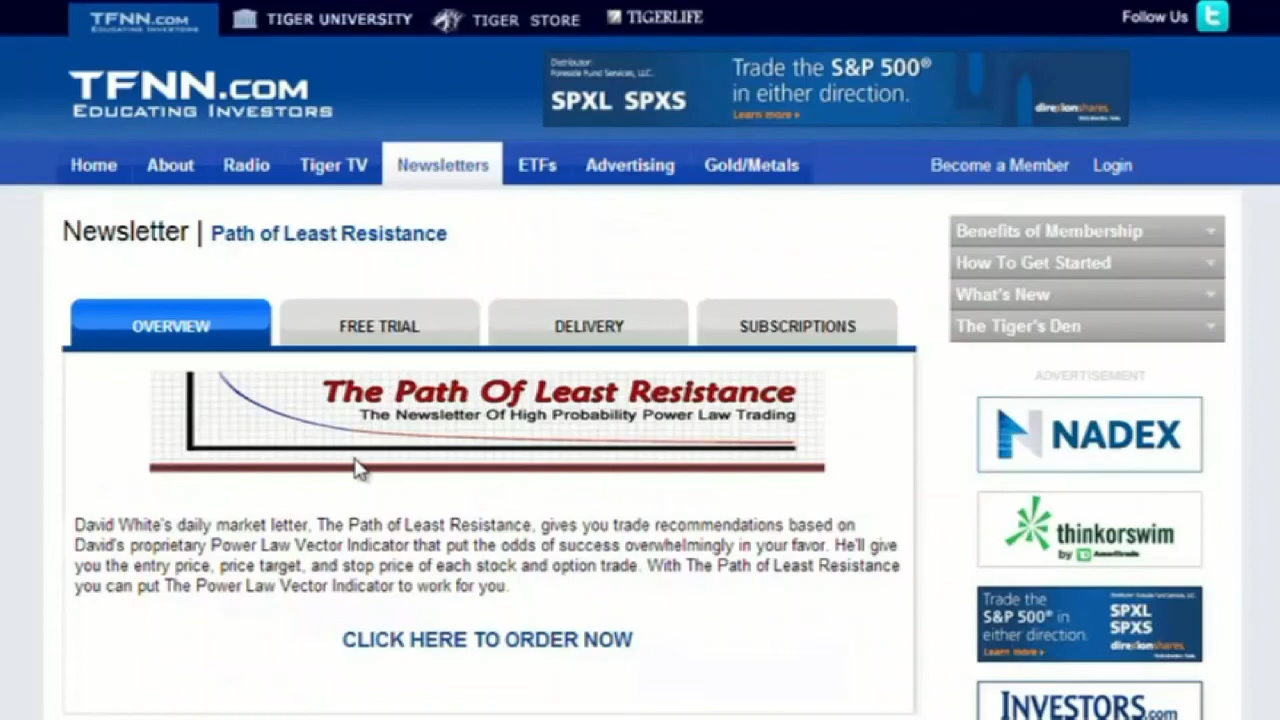 TFNN.COM
EDUCATING INVESTORS
TIGER UNIVERSITY
TIGER STORE
TIGERLIFE
Follow Us
TFNN.COM
EDUCATING INVESTORS
Distributor:
Foreside Fund Services, LLC.
SPXL SPXS
Trade the S&P 500®
in either direction.
Learn more
direxionshares
Home
About
Radio
Tiger TV
Newsletters
ETFs
Advertising
Gold/Metals
Become a Member
Login
Newsletter | Path of Least Resistance
OVERVIEW
FREE TRIAL
DELIVERY
SUBSCRIPTIONS
The Path Of Least Resistance
The Newsletter Of High Probability Power Law Trading
David White's daily market letter, The Path of Least Resistance, gives you trade recommendations based on
David's proprietary Power Law Vector Indicator that put the odds of success overwhelmingly in your favor. He'll give
you the entry price, price target, and stop price of each stock and option trade. With The Path of Least Resistance
you can put The Power Law Vector Indicator to work for you.
CLICK HERE TO ORDER NOW
Benefits of Membership
How To Get Started
What's New
The Tiger's Den
ADVERTISEMENT
NADEX
thinkorswim
by TD Ameritrade
Trade the
S&P 500® in
either direction.
Learn more
SPXL
SPXS
direxionshares
INVESTORS.com